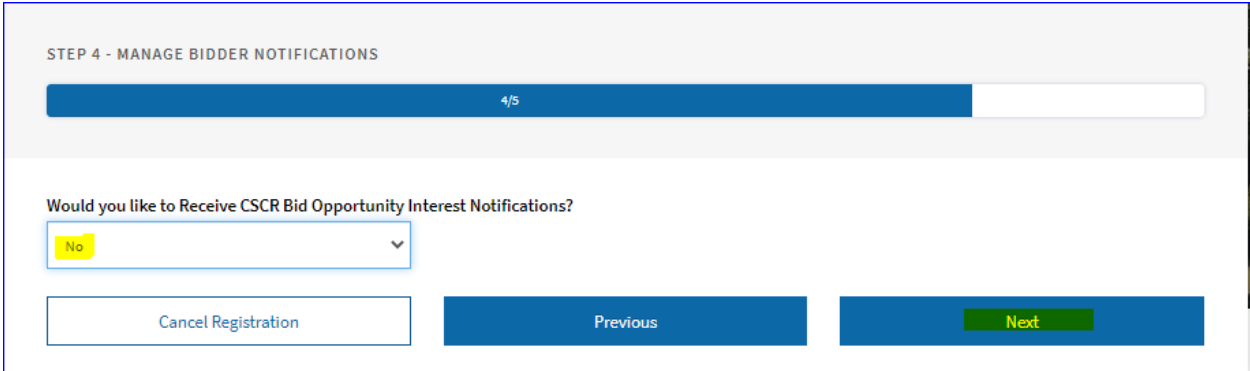 STEP 4 - MANAGE BIDDER NOTIFICATIONS
4/5
Would you like to Receive CSCR Bid Opportunity Interest Notifications?
No
Cancel Registration
Previous
Next